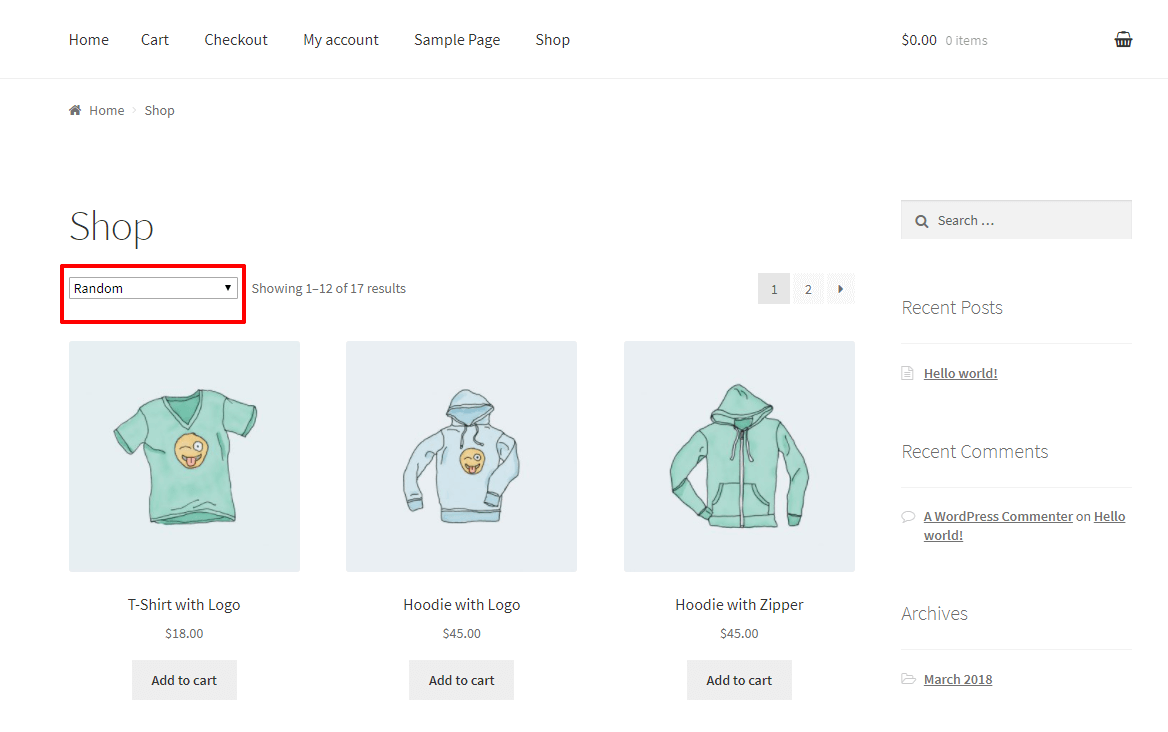 Home Cart Checkout My account Sample Page Shop $0.00 0 items
Home Shop
Shop
Search …
Random Showing 1–12 of 17 results 1 2
Recent Posts
Hello world!
Recent Comments
A WordPress Commenter on Hello
world!
T-Shirt with Logo Hoodie with Logo Hoodie with Zipper
Archives
$18.00 $45.00 $45.00
Add to cart Add to cart Add to cart
March 2018